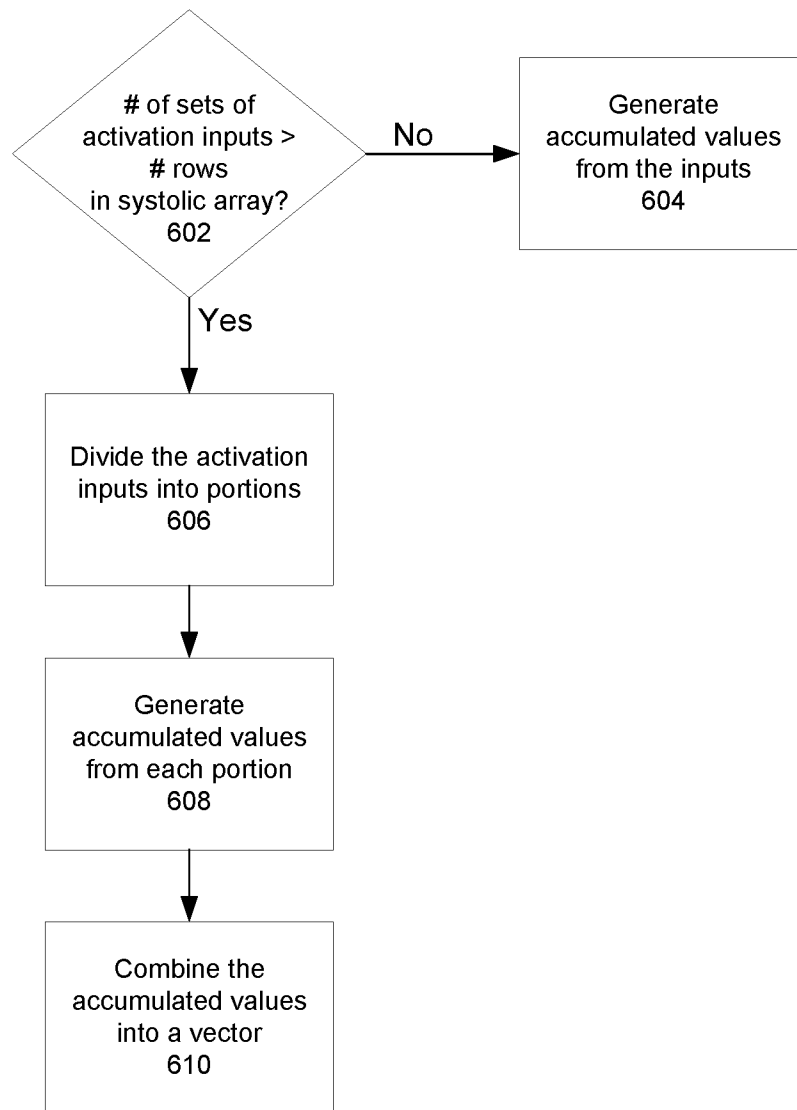 # of sets of
activation inputs >
# rows
in systolic array?
602
No
Generate
accumulated values
from the inputs
604
Yes
Divide the activation
inputs into portions
606
Generate
accumulated values
from each portion
608
Combine the
accumulated values
into a vector
610